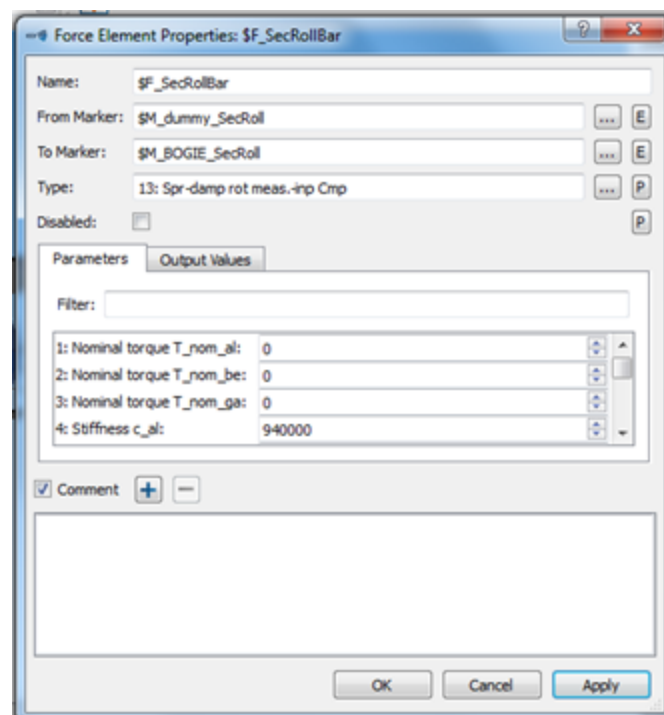 Force Element Properties: $F_SecRollBar
Name: $F_SecRollBar
From Marker: $M_dummy_SecRoll ... E
To Marker: $M_BOGIE_SecRoll ... E
Type: 13: Spr-damp rot meas.-inp Cmp ... P
Disabled: P
Parameters Output Values
Filter:
1: Nominal torque T_nom_al: 0
2: Nominal torque T_nom_be: 0
3: Nominal torque T_nom_ga: 0
4: Stiffness c_al: 940000
Comment
OK Cancel Apply